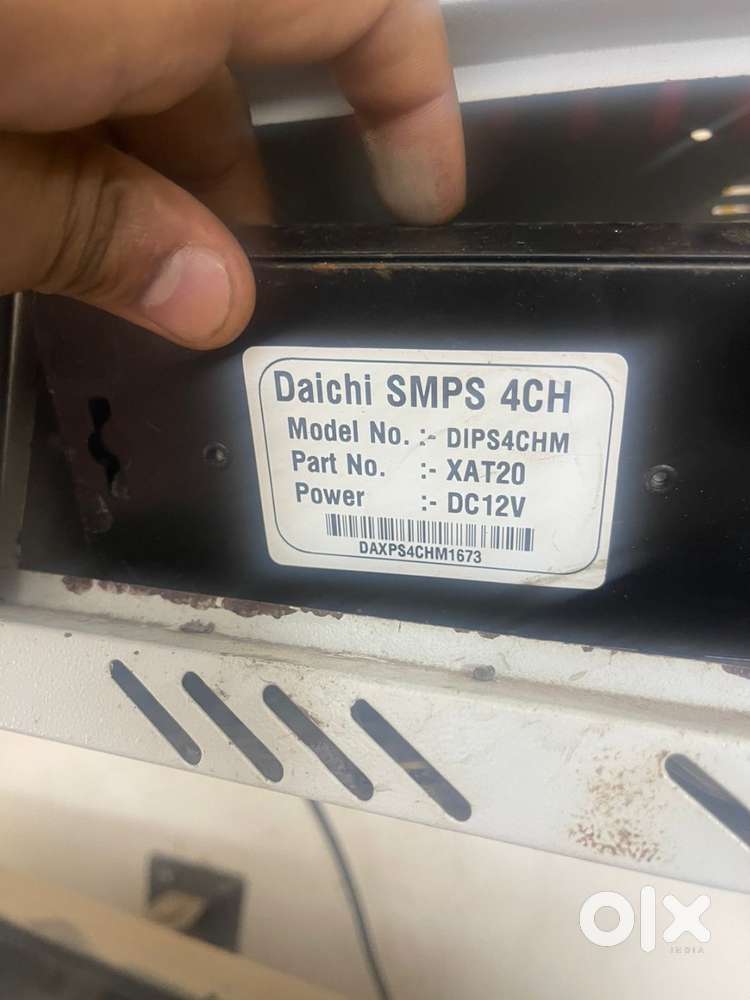 Daichi SMPS 4CH
Model No. :- DIPS4CHM
Part No. :- XAT20
Power :- DC12V
DAXPS4CHM1673
olx
INDIA